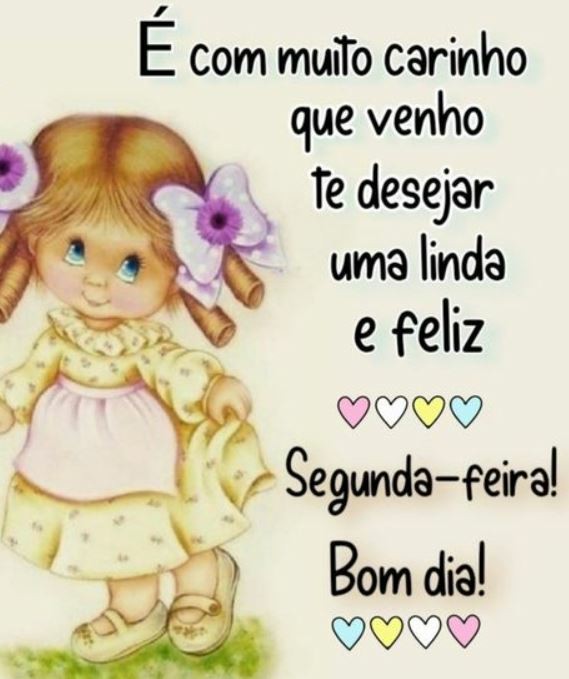 É com muito carinho
que venho
te desejar
uma linda
e feliz
Segunda-feira!
Bom dia!